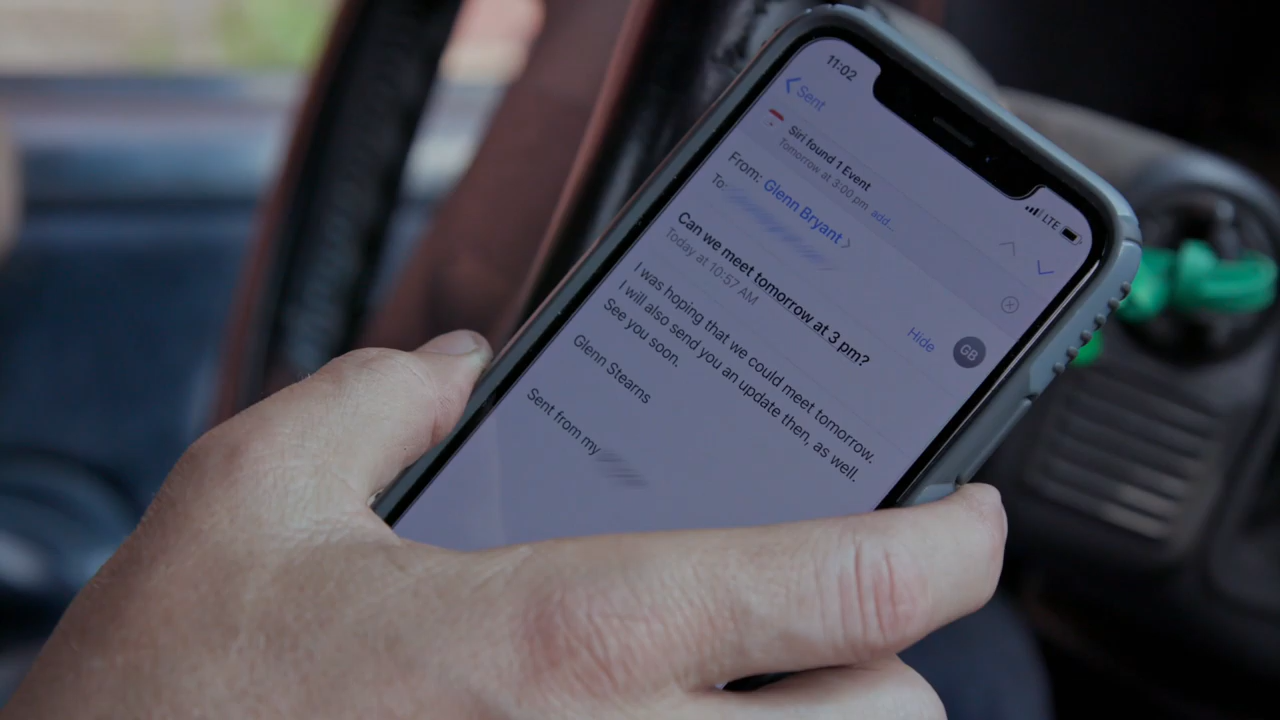 11:02
LTE
Sent
Siri found 1 Event
Tomorrow at 3:00 pm add...
From: Glenn Bryant
Hide
GB
To:
Can we meet tomorrow at 3 pm?
Today at 10:57 AM
I was hoping that we could meet tomorrow.
I will also send you an update then, as well.
See you soon.
Glenn Stearns
Sent from my